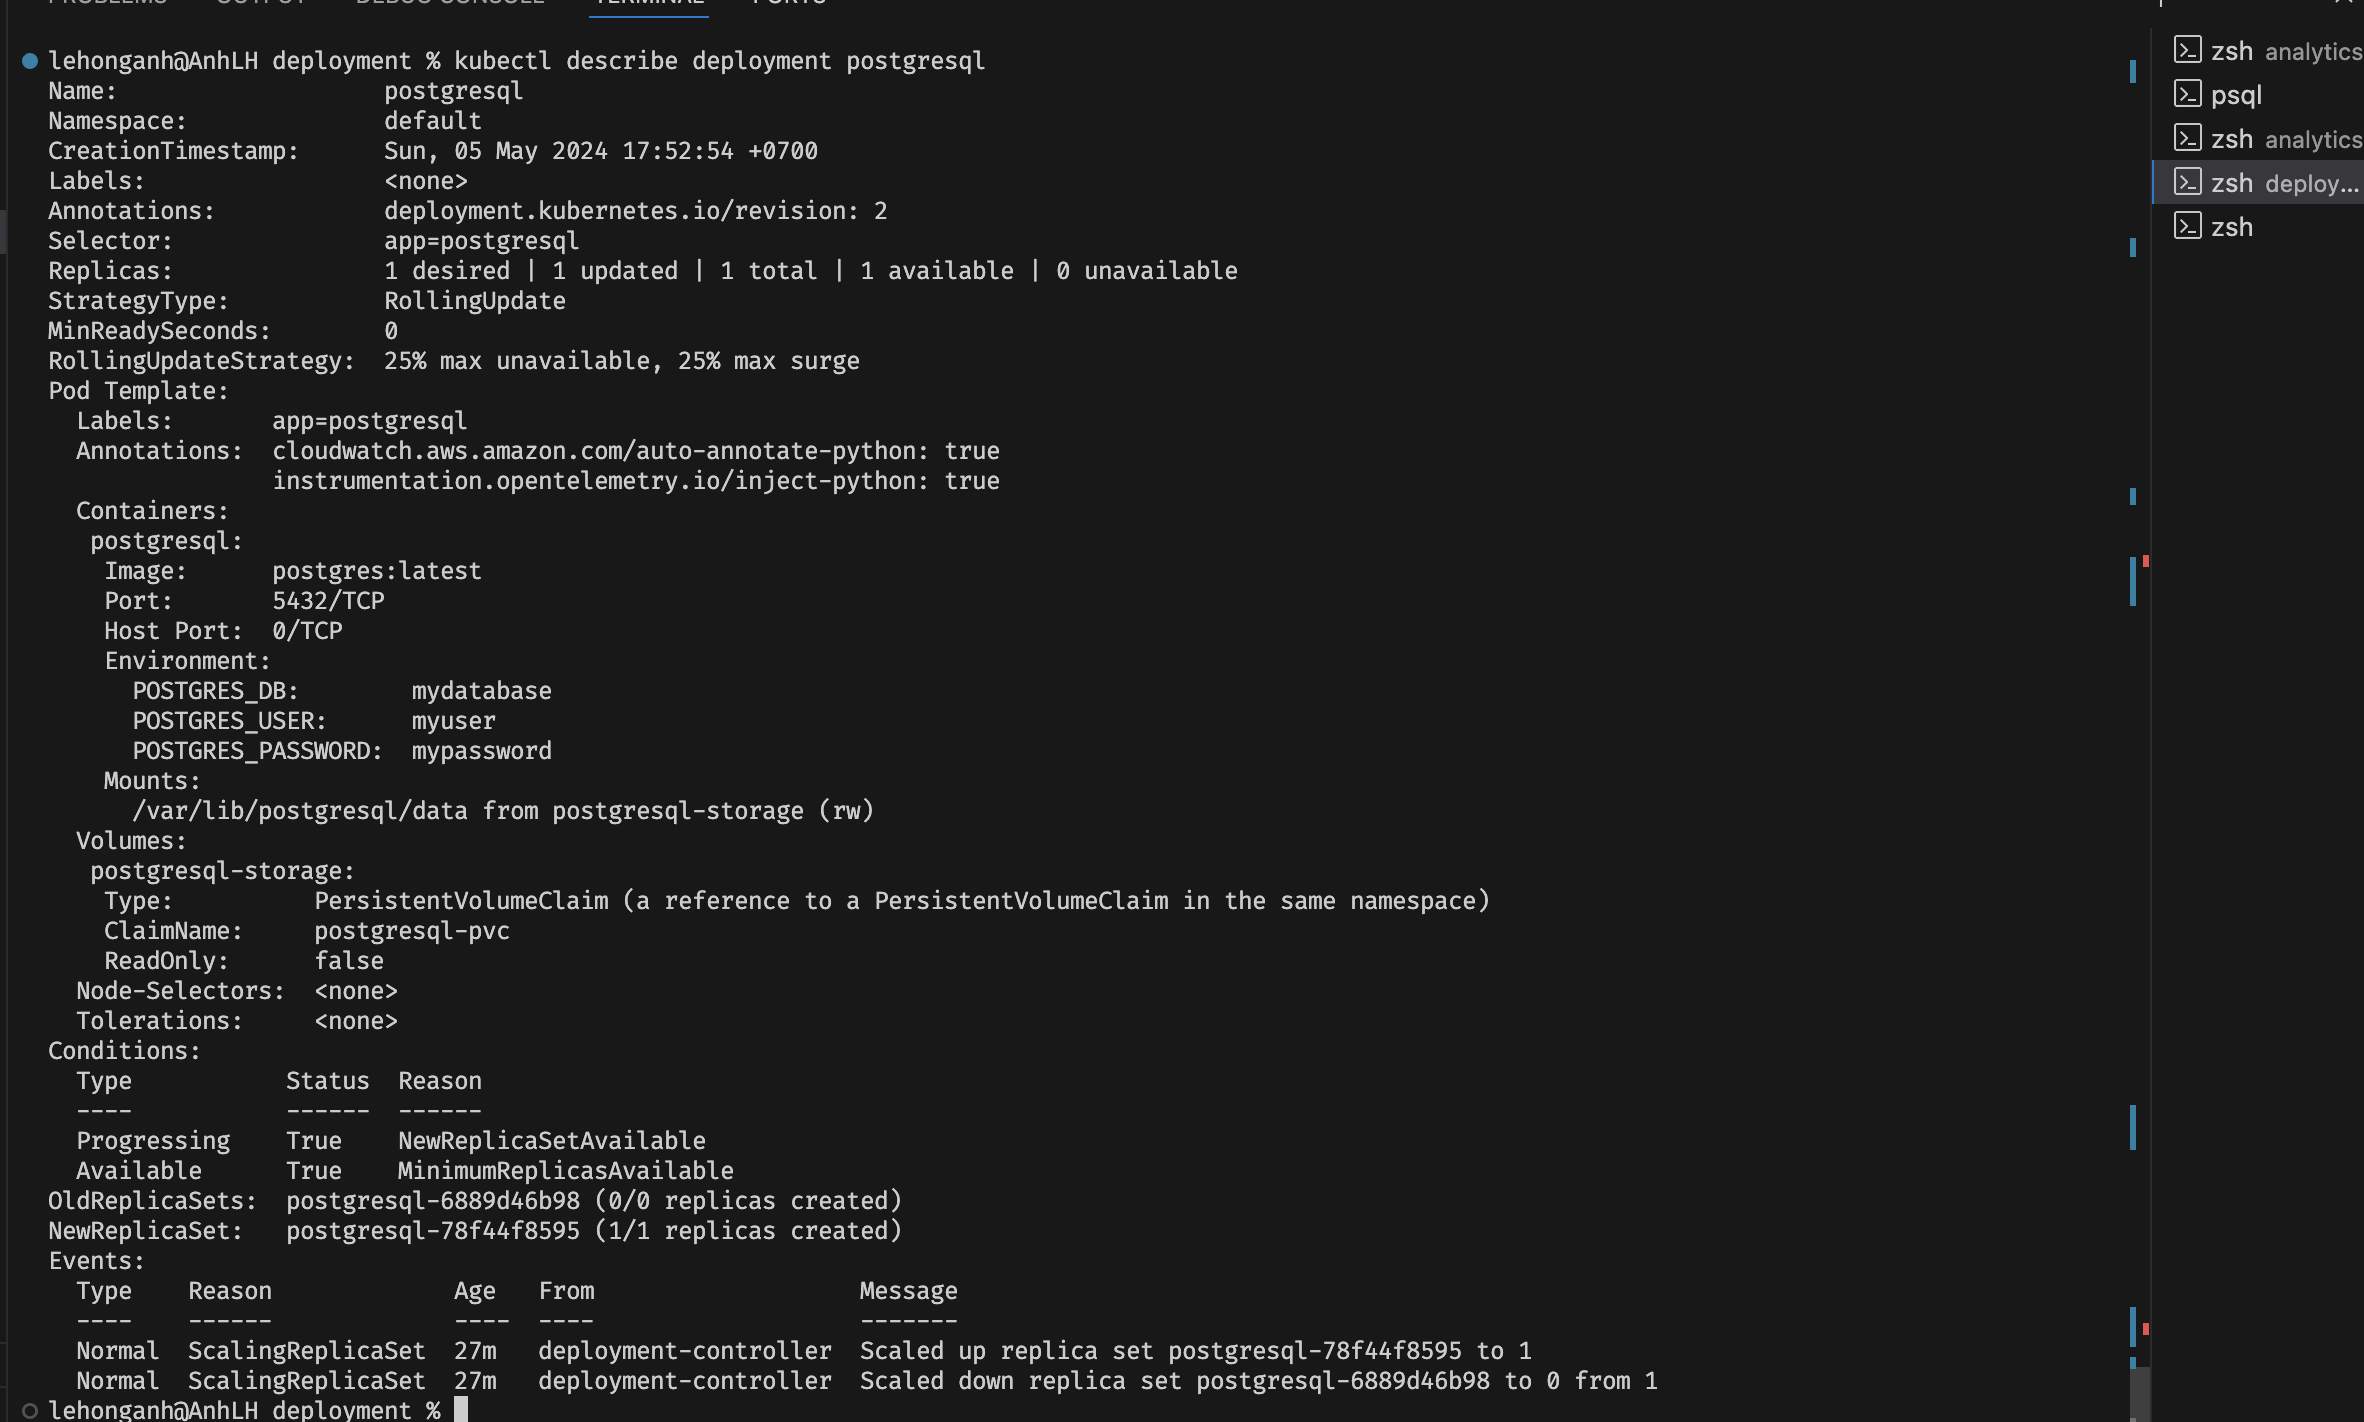 PROBLEMS OUTPUT DEBUG CONSOLE TERMINAL PORTS
lehonganh@AnhLH deployment % kubectl describe deployment postgresql
Name: postgresql
Namespace: default
CreationTimestamp: Sun, 05 May 2024 17:52:54 +0700
Labels: <none>
Annotations: deployment.kubernetes.io/revision: 2
Selector: app=postgresql
Replicas: 1 desired | 1 updated | 1 total | 1 available | 0 unavailable
StrategyType: RollingUpdate
MinReadySeconds: 0
RollingUpdateStrategy: 25% max unavailable, 25% max surge
Pod Template:
Labels: app=postgresql
Annotations: cloudwatch.aws.amazon.com/auto-annotate-python: true
instrumentation.opentelemetry.io/inject-python: true
Containers:
postgresql:
Image: postgres:latest
Port: 5432/TCP
Host Port: 0/TCP
Environment:
POSTGRES_DB: mydatabase
POSTGRES_USER: myuser
POSTGRES_PASSWORD: mypassword
Mounts:
/var/lib/postgresql/data from postgresql-storage (rw)
Volumes:
postgresql-storage:
Type: PersistentVolumeClaim (a reference to a PersistentVolumeClaim in the same namespace)
ClaimName: postgresql-pvc
ReadOnly: false
Node-Selectors: <none>
Tolerations: <none>
Conditions:
Type Status Reason
---- ------ ------
Progressing True NewReplicaSetAvailable
Available True MinimumReplicasAvailable
OldReplicaSets: postgresql-6889d46b98 (0/0 replicas created)
NewReplicaSet: postgresql-78f44f8595 (1/1 replicas created)
Events:
Type Reason Age From Message
---- ------ ---- ---- -------
Normal ScalingReplicaSet 27m deployment-controller Scaled up replica set postgresql-78f44f8595 to 1
Normal ScalingReplicaSet 27m deployment-controller Scaled down replica set postgresql-6889d46b98 to 0 from 1
lehonganh@AnhLH deployment %
zsh analytics
psql
zsh analytics
zsh deploy...
zsh